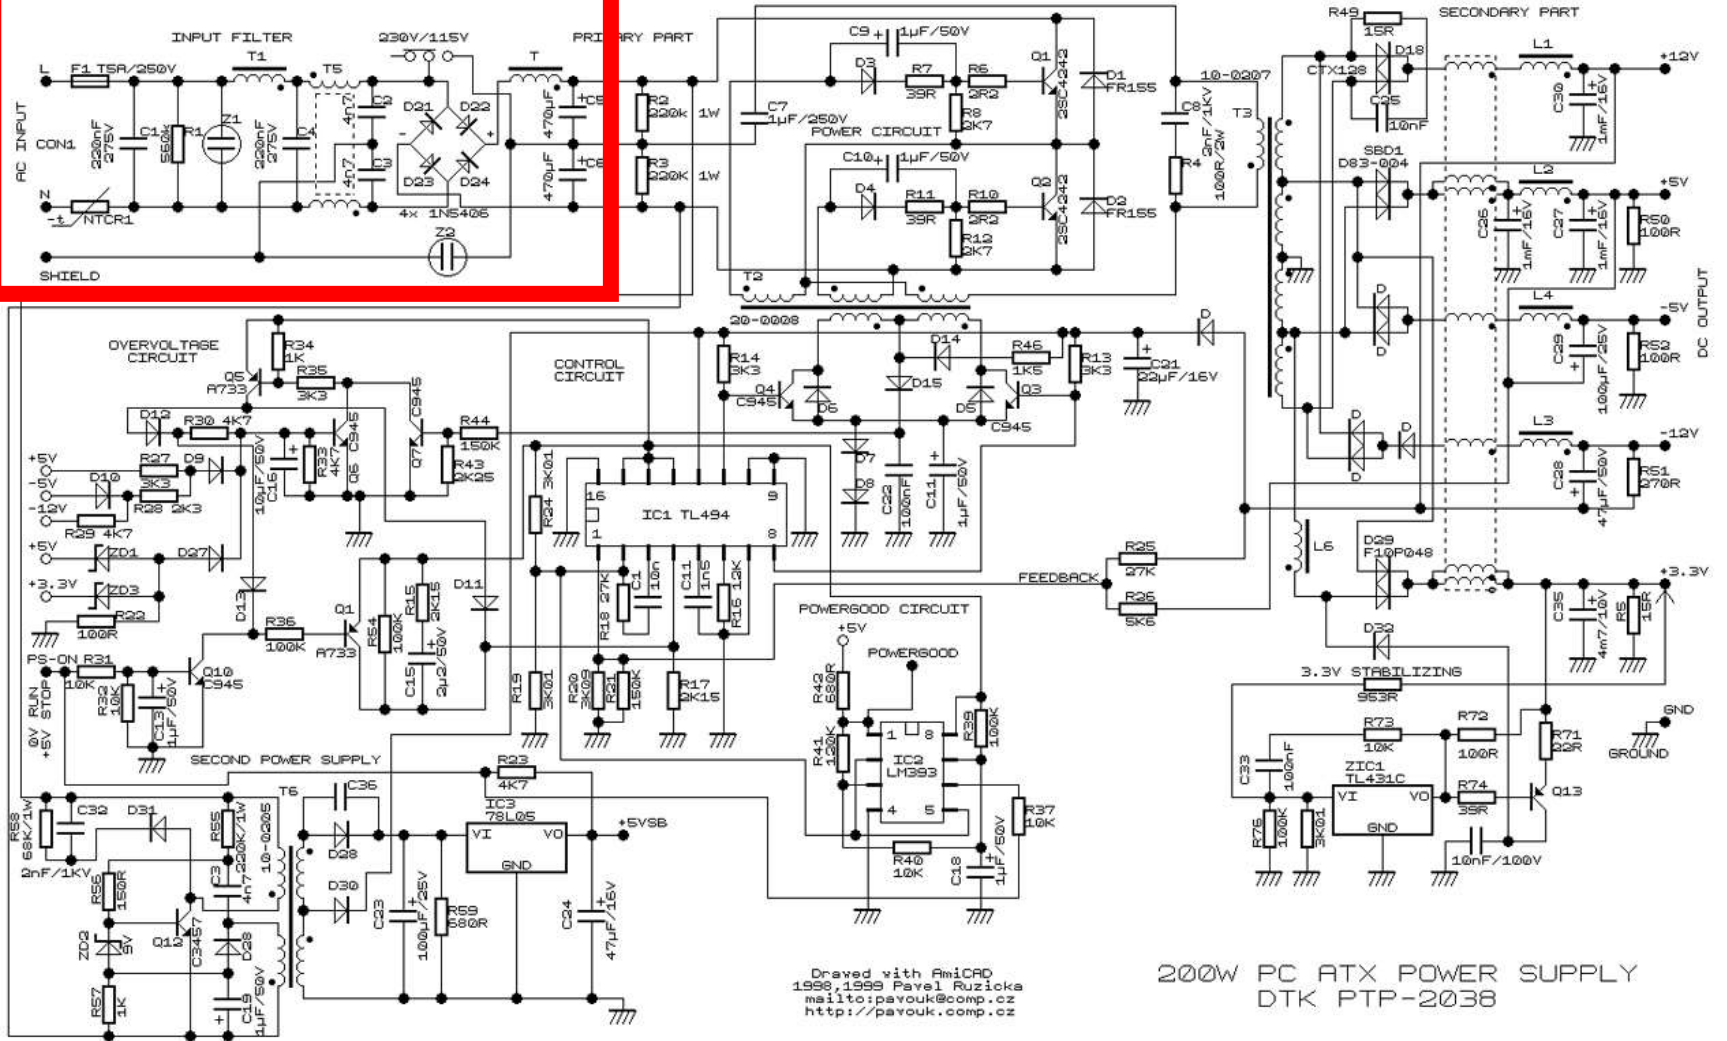 INPUT FILTER
230V/115V
PRIMARY PART
SECONDARY PART
L
F1 T5A/250V
T1
T5
T
AC INPUT
CON1
220nF
275V
C1
R1
560k
Z1
220nF
275V
C4
4n7
C2
4n7
C3
D21
D22
D23
D24
-
+
4x 1N5406
470µF
C5
470µF
C6
R2
220k 1W
R3
220K 1W
N
-t
NTCR1
Z2
SHIELD
C7
1µF/250V
C9
1µF/50V
D3
R7
39R
R6
2R2
R8
2K7
Q1
2SC4242
D1
FR155
POWER CIRCUIT
C10
1µF/50V
D4
R11
39R
R10
2R2
R12
2K7
Q2
2SC4242
D2
FR155
C8
2nF/1KV
R4
100R/2W
10-0207
T3
T2
20-0008
R49
15R
D18
CTX128
C25
10nF
SBD1
D83-004
L1
C30
1mF/16V
+12V
L2
C26
1mF/16V
C27
1mF/16V
+5V
R50
100R
L4
C29
100µF/25V
-5V
R52
100R
D
D
L3
C28
47µF/50V
-12V
R51
270R
D
D
D
DC OUTPUT
L6
D29
F10P048
+3.3V
C35
4m7/10V
R5
15R
D32
OVERVOLTAGE
CIRCUIT
R34
1K
Q5
A733
R35
3K3
D12
R30 4K7
C945
C945
Q7
Q6
R44
150K
R43
2K25
10µF/50V
C16
R33
4K7
+5V
R27
3K3
D9
-5V
D10
R28 2K3
-12V
R29 4K7
+5V
ZD1
D27
+3.3V
ZD3
R22
100R
D13
CONTROL
CIRCUIT
R14
3K3
Q4
C945
D6
D14
R46
1K5
D15
D5
Q3
C945
R13
3K3
C21
22µF/16V
D
D7
D8
C22
100nF
C11
1µF/50V
R24 3K01
16
9
IC1 TL494
1
8
R18 27K
C1
10n
C11
1n5
R16 12K
R19
3K01
R20
3K09
R21
150K
R17
2K15
FEEDBACK
R25
27K
R26
5K6
R36
100K
Q1
A733
R54
100K
R15
2K15
C15
2µ2/50V
D11
PS-ON
R31
10K
0V RUN
+5V STOP
R32
10K
C13
1µF/50V
Q10
C945
POWERGOOD CIRCUIT
+5V
POWERGOOD
R42
680R
R41
120K
1
8
IC2
LM393
4
5
R39
100K
R37
10K
R40
10K
C18
1µF/50V
3.3V STABILIZING
953R
R73
10K
R72
100R
R71
22R
C33
100nF
ZIC1
TL431C
VI
VO
GND
R74
39R
Q13
R76
100K
3K01
10nF/100V
GND
GROUND
SECOND POWER SUPPLY
R23
4K7
R58
68K/1W
C32
2nF/1KV
D31
R55
220K/1W
T6
10-0205
C3
4n7
R56
150R
ZD2
9V
Q12
C3457
D28
R57
1K
C19
1µF/50V
C36
D28
D30
C23
100µF/25V
R59
680R
IC3
78L05
VI
VO
GND
C24
47µF/16V
+5VSB
Drawed with AmiCAD
1998,1999 Pavel Ruzicka
mailto:pavouk@comp.cz
http://pavouk.comp.cz
200W PC ATX POWER SUPPLY
DTK PTP-2038